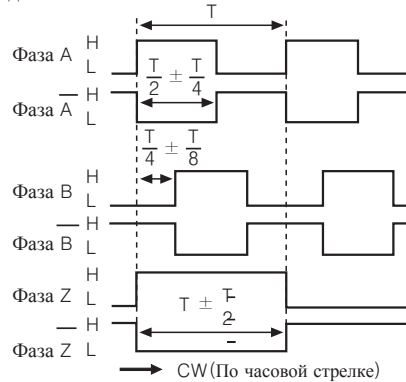 T
Фаза A H
L
T/2 ± T/4
Фаза A̅ H
L
T/4 ± T/8
Фаза B H
L
Фаза B̅ H
L
Фаза Z H
L
T ± T/2
Фаза Z̅ H
L
CW(По часовой стрелке)